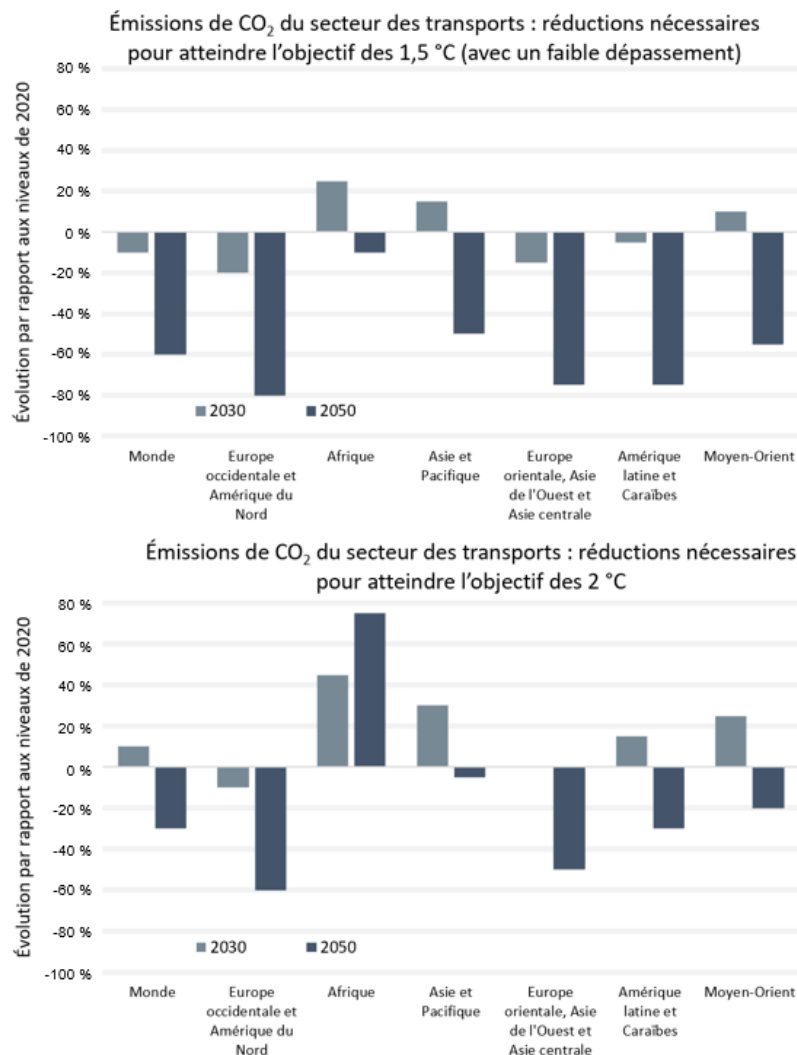 Émissions de CO₂ du secteur des transports : réductions nécessaires
pour atteindre l’objectif des 1,5 °C (avec un faible dépassement)
Évolution par rapport aux niveaux de 2020
80 %
60 %
40 %
20 %
0 %
-20 %
-40 %
-60 %
-80 %
-100 %
2030 2050
Monde
Europe
occidentale et
Amérique du
Nord
Afrique
Asie et
Pacifique
Europe
orientale, Asie
de l'Ouest et
Asie centrale
Amérique
latine et
Caraïbes
Moyen-Orient
Émissions de CO₂ du secteur des transports : réductions nécessaires
pour atteindre l’objectif des 2 °C
Évolution par rapport aux niveaux de 2020
80 %
60 %
40 %
20 %
0 %
-20 %
-40 %
-60 %
-80 %
-100 %
2030 2050
Monde
Europe
occidentale et
Amérique du
Nord
Afrique
Asie et
Pacifique
Europe
orientale, Asie
de l'Ouest et
Asie centrale
Amérique
latine et
Caraïbes
Moyen-Orient